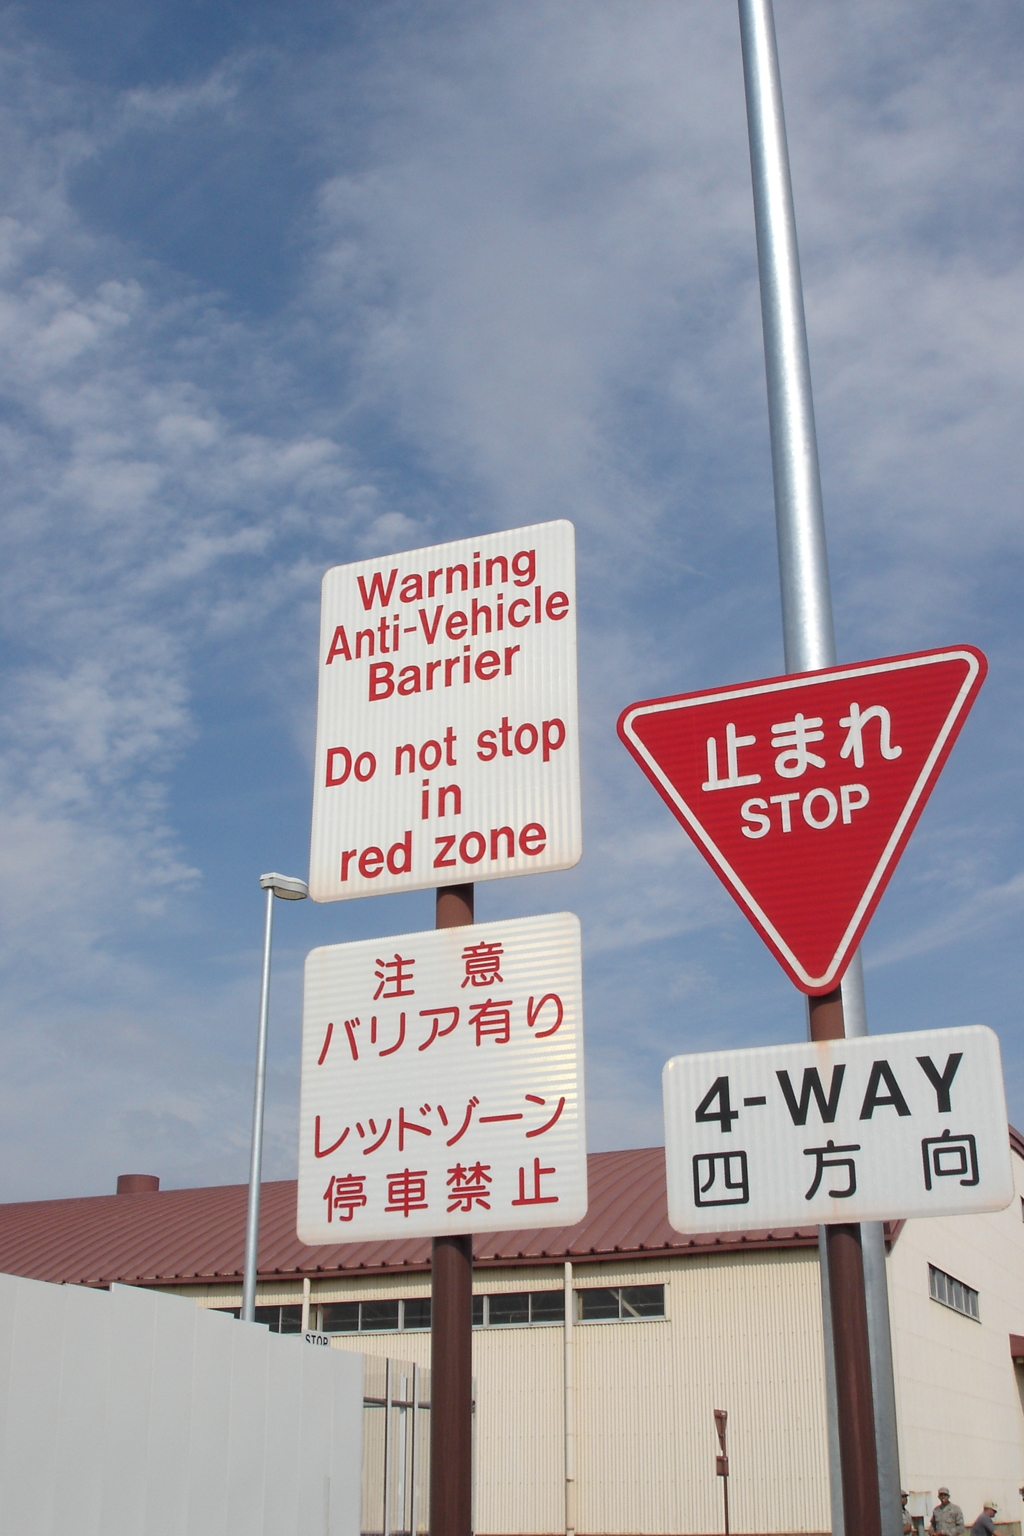 Warning
Anti-Vehicle
Barrier
Do not stop
in
red zone
注 意
バリア有り
レッドゾーン
停車禁止
止まれ
STOP
4-WAY
四方向
STOP